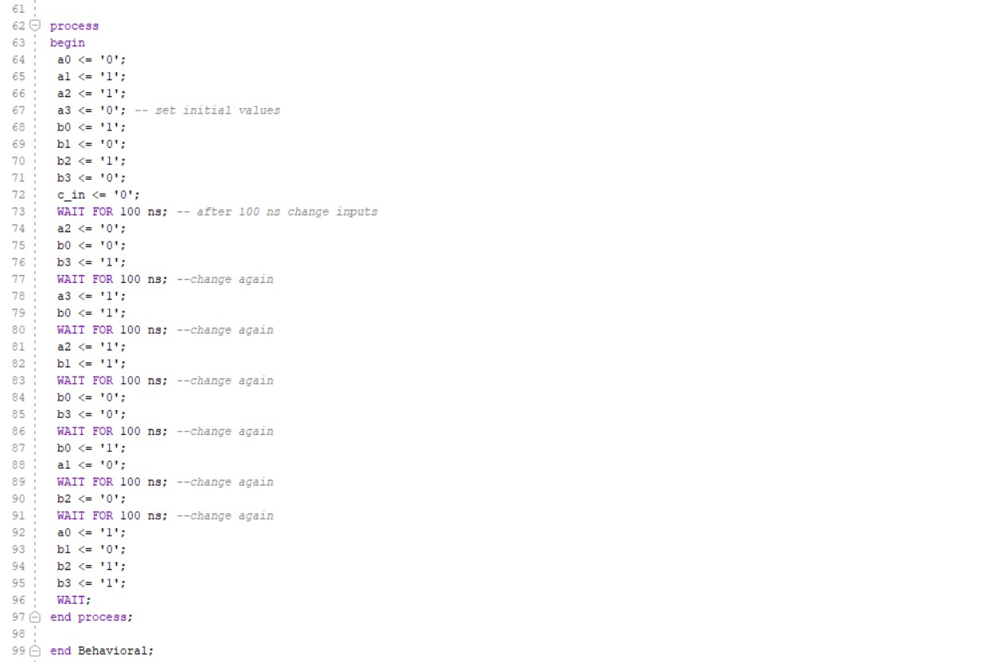 61
62 process
63 begin
64 a0 <= '0';
65 a1 <= '1';
66 a2 <= '1';
67 a3 <= '0'; -- set initial values
68 b0 <= '1';
69 b1 <= '0';
70 b2 <= '1';
71 b3 <= '0';
72 c_in <= '0';
73 WAIT FOR 100 ns; -- after 100 ns change inputs
74 a2 <= '0';
75 b0 <= '0';
76 b3 <= '1';
77 WAIT FOR 100 ns; --change again
78 a3 <= '1';
79 b0 <= '1';
80 WAIT FOR 100 ns; --change again
81 a2 <= '1';
82 b1 <= '1';
83 WAIT FOR 100 ns; --change again
84 b0 <= '0';
85 b3 <= '0';
86 WAIT FOR 100 ns; --change again
87 b0 <= '1';
88 a1 <= '0';
89 WAIT FOR 100 ns; --change again
90 b2 <= '0';
91 WAIT FOR 100 ns; --change again
92 a0 <= '1';
93 b1 <= '0';
94 b2 <= '1';
95 b3 <= '1';
96 WAIT;
97 end process;
98
99 end Behavioral;